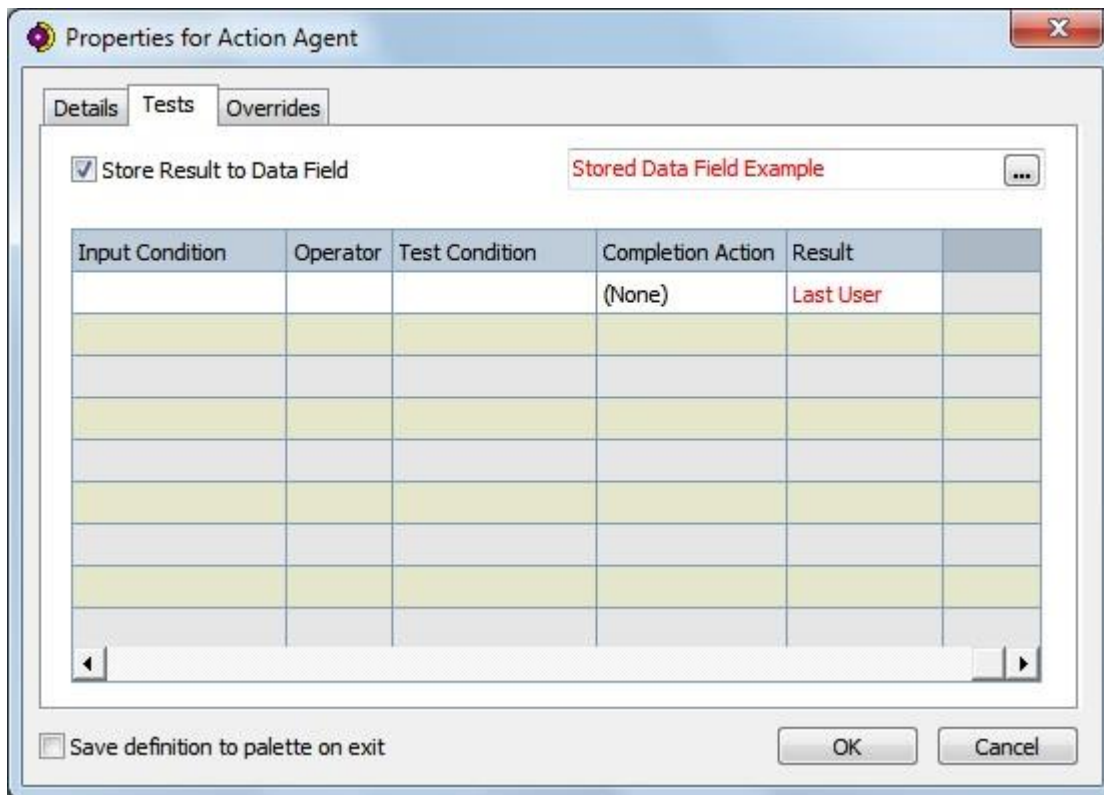 Properties for Action Agent
Details Tests Overrides
Store Result to Data Field Stored Data Field Example ...
Input Condition Operator Test Condition Completion Action Result
(None) Last User
Save definition to palette on exit OK Cancel